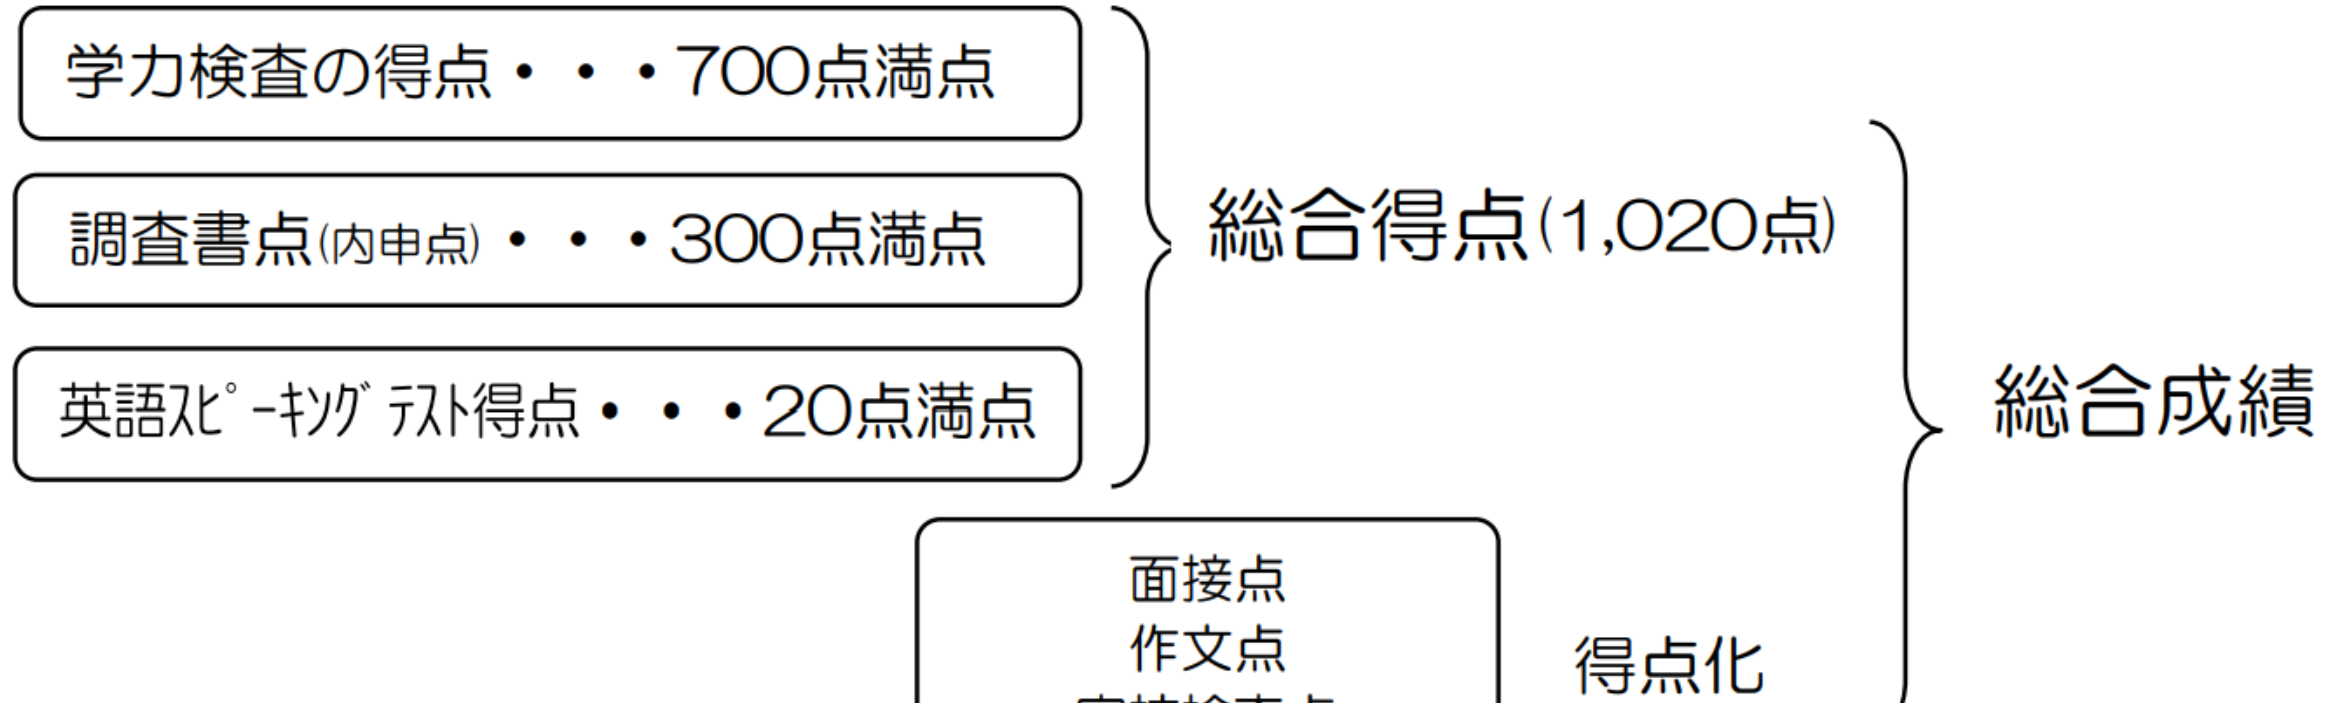 学力検査の得点・・・700点満点
調査書点(内申点)・・・300点満点
英語ｽﾋﾟｰｷﾝｸﾞﾃｽﾄ得点・・・20点満点
総合得点(1,020点)
総合成績
面接点
作文点
得点化